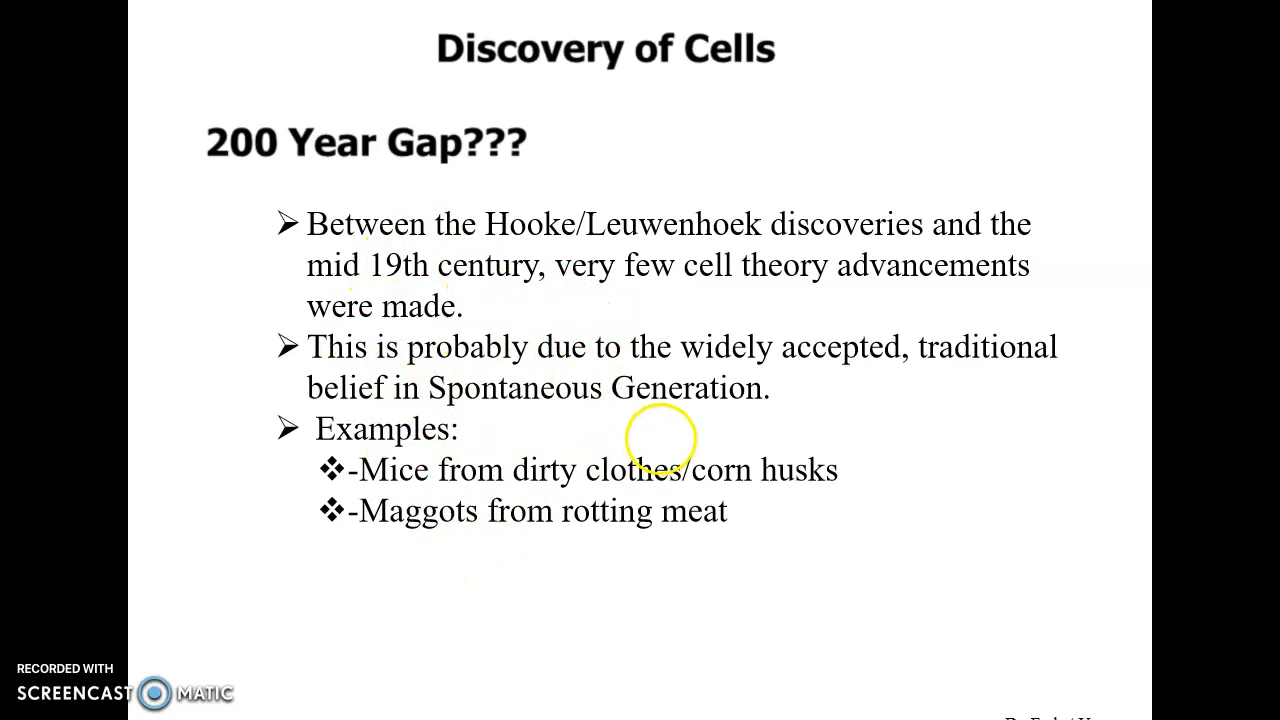 Discovery of Cells
200 Year Gap???
➢ Between the Hooke/Leuwenhoek discoveries and the
mid 19th century, very few cell theory advancements
were made.
➢ This is probably due to the widely accepted, traditional
belief in Spontaneous Generation.
➢ Examples:
❖-Mice from dirty clothes/corn husks
❖-Maggots from rotting meat
RECORDED WITH
SCREENCAST MATIC